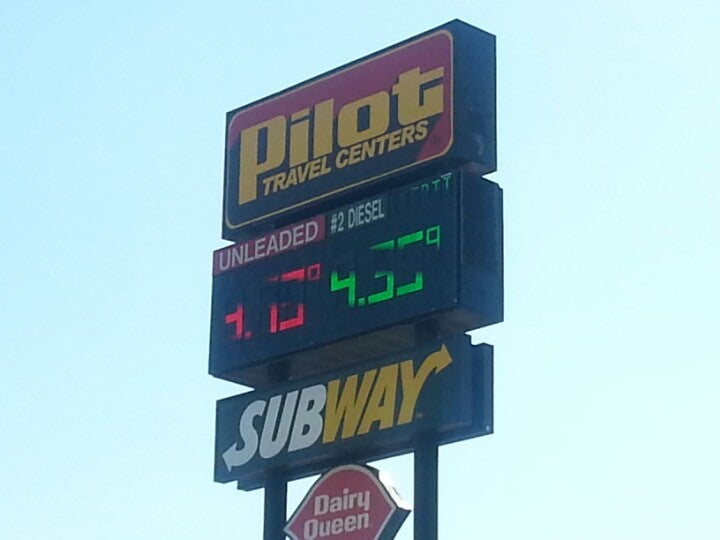 Pilot
TRAVEL CENTERS
UNLEADED #2 DIESEL
SUBWAY
Dairy
Queen